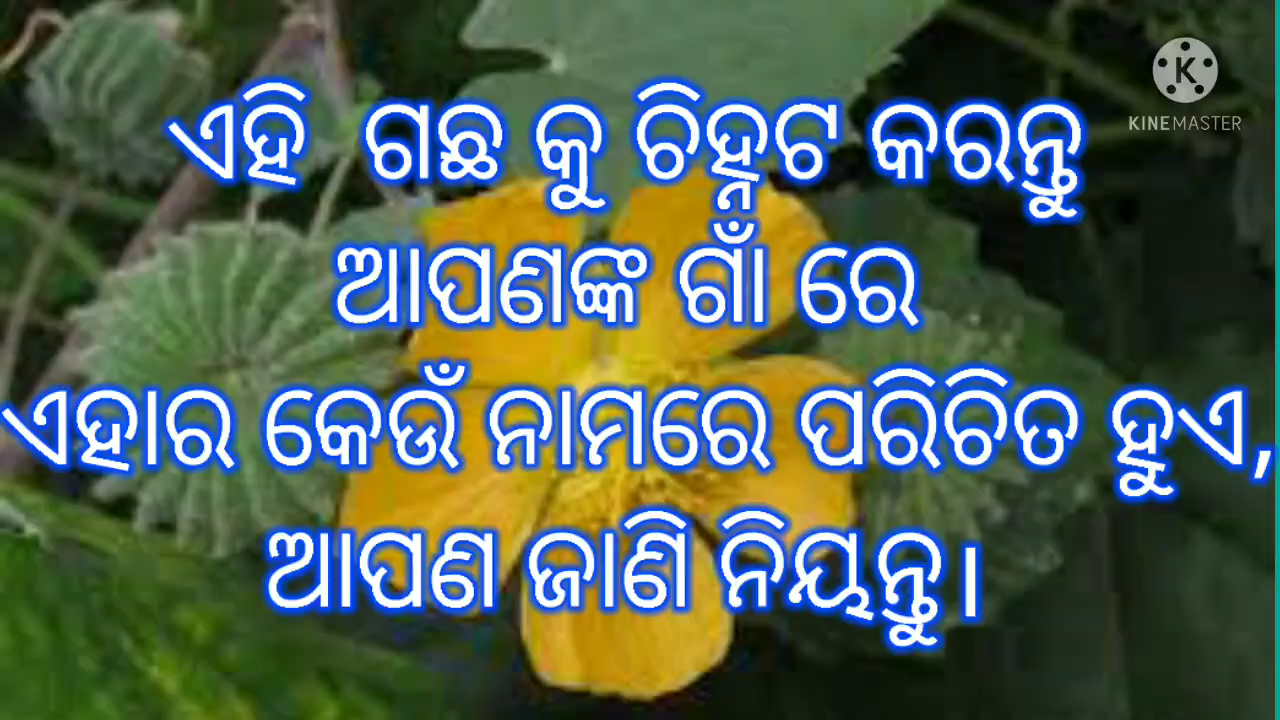 KINEMASTER
ଏହି ଗଛ କୁ ଚିହ୍ନଟ କରନ୍ତୁ
ଆପଣଙ୍କ ଗାଁ ରେ
ଏହାର କେଉଁ ନାମରେ ପରିଚିତ ହୁଏ,
ଆପଣ ଜାଣି ନିୟନ୍ତୁ।